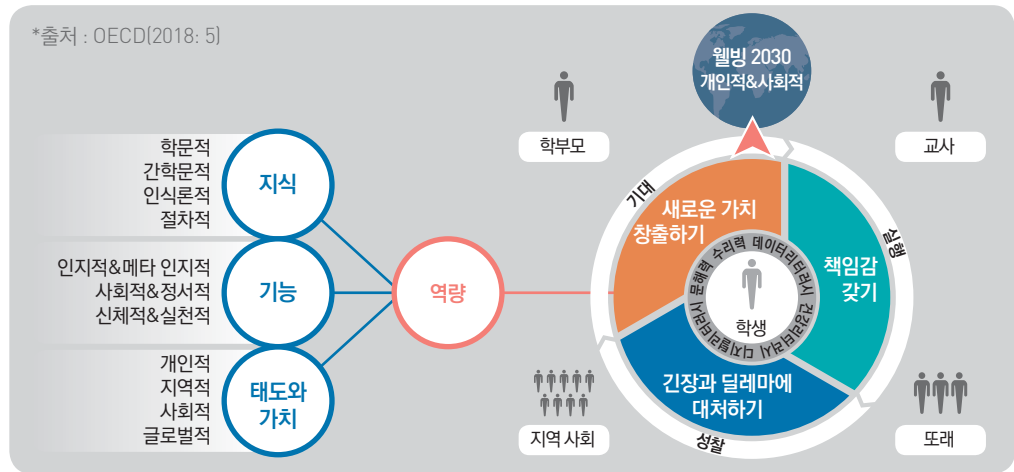 *출처 : OECD(2018: 5)
웰빙 2030
개인적&사회적
학부모
교사
학문적
간학문적
인식론적
절차적
지식
인지적&메타 인지적
사회적&정서적
신체적&실천적
기능
개인적
지역적
사회적
글로벌적
태도와
가치
역량
기대
실행
성찰
새로운 가치
창출하기
책임감
갖기
긴장과 딜레마에
대처하기
문해력 수리력 데이터리터러시 건강리터러시 디지털리터러시
학생
지역 사회
또래